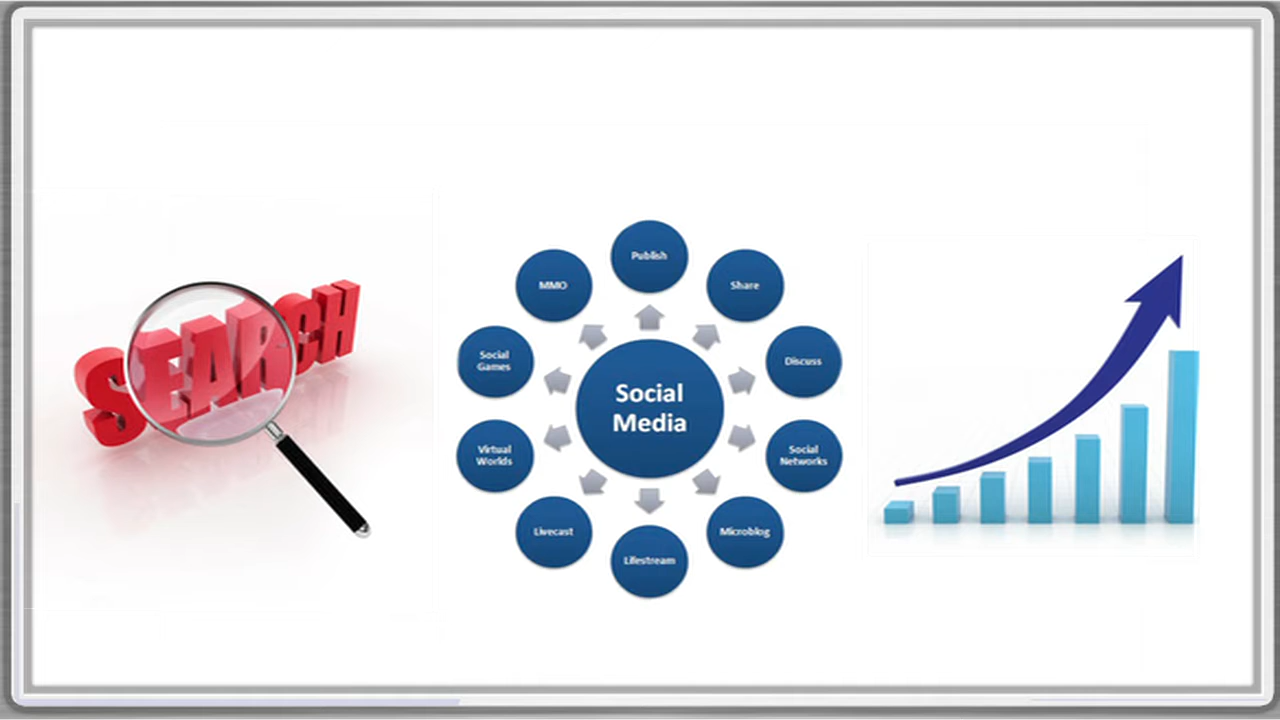 SEARCH
Publish
MMO
Share
Social
Games
Discuss
Social
Media
Virtual
Worlds
Social
Networks
Livecast
Microblog
Lifestream